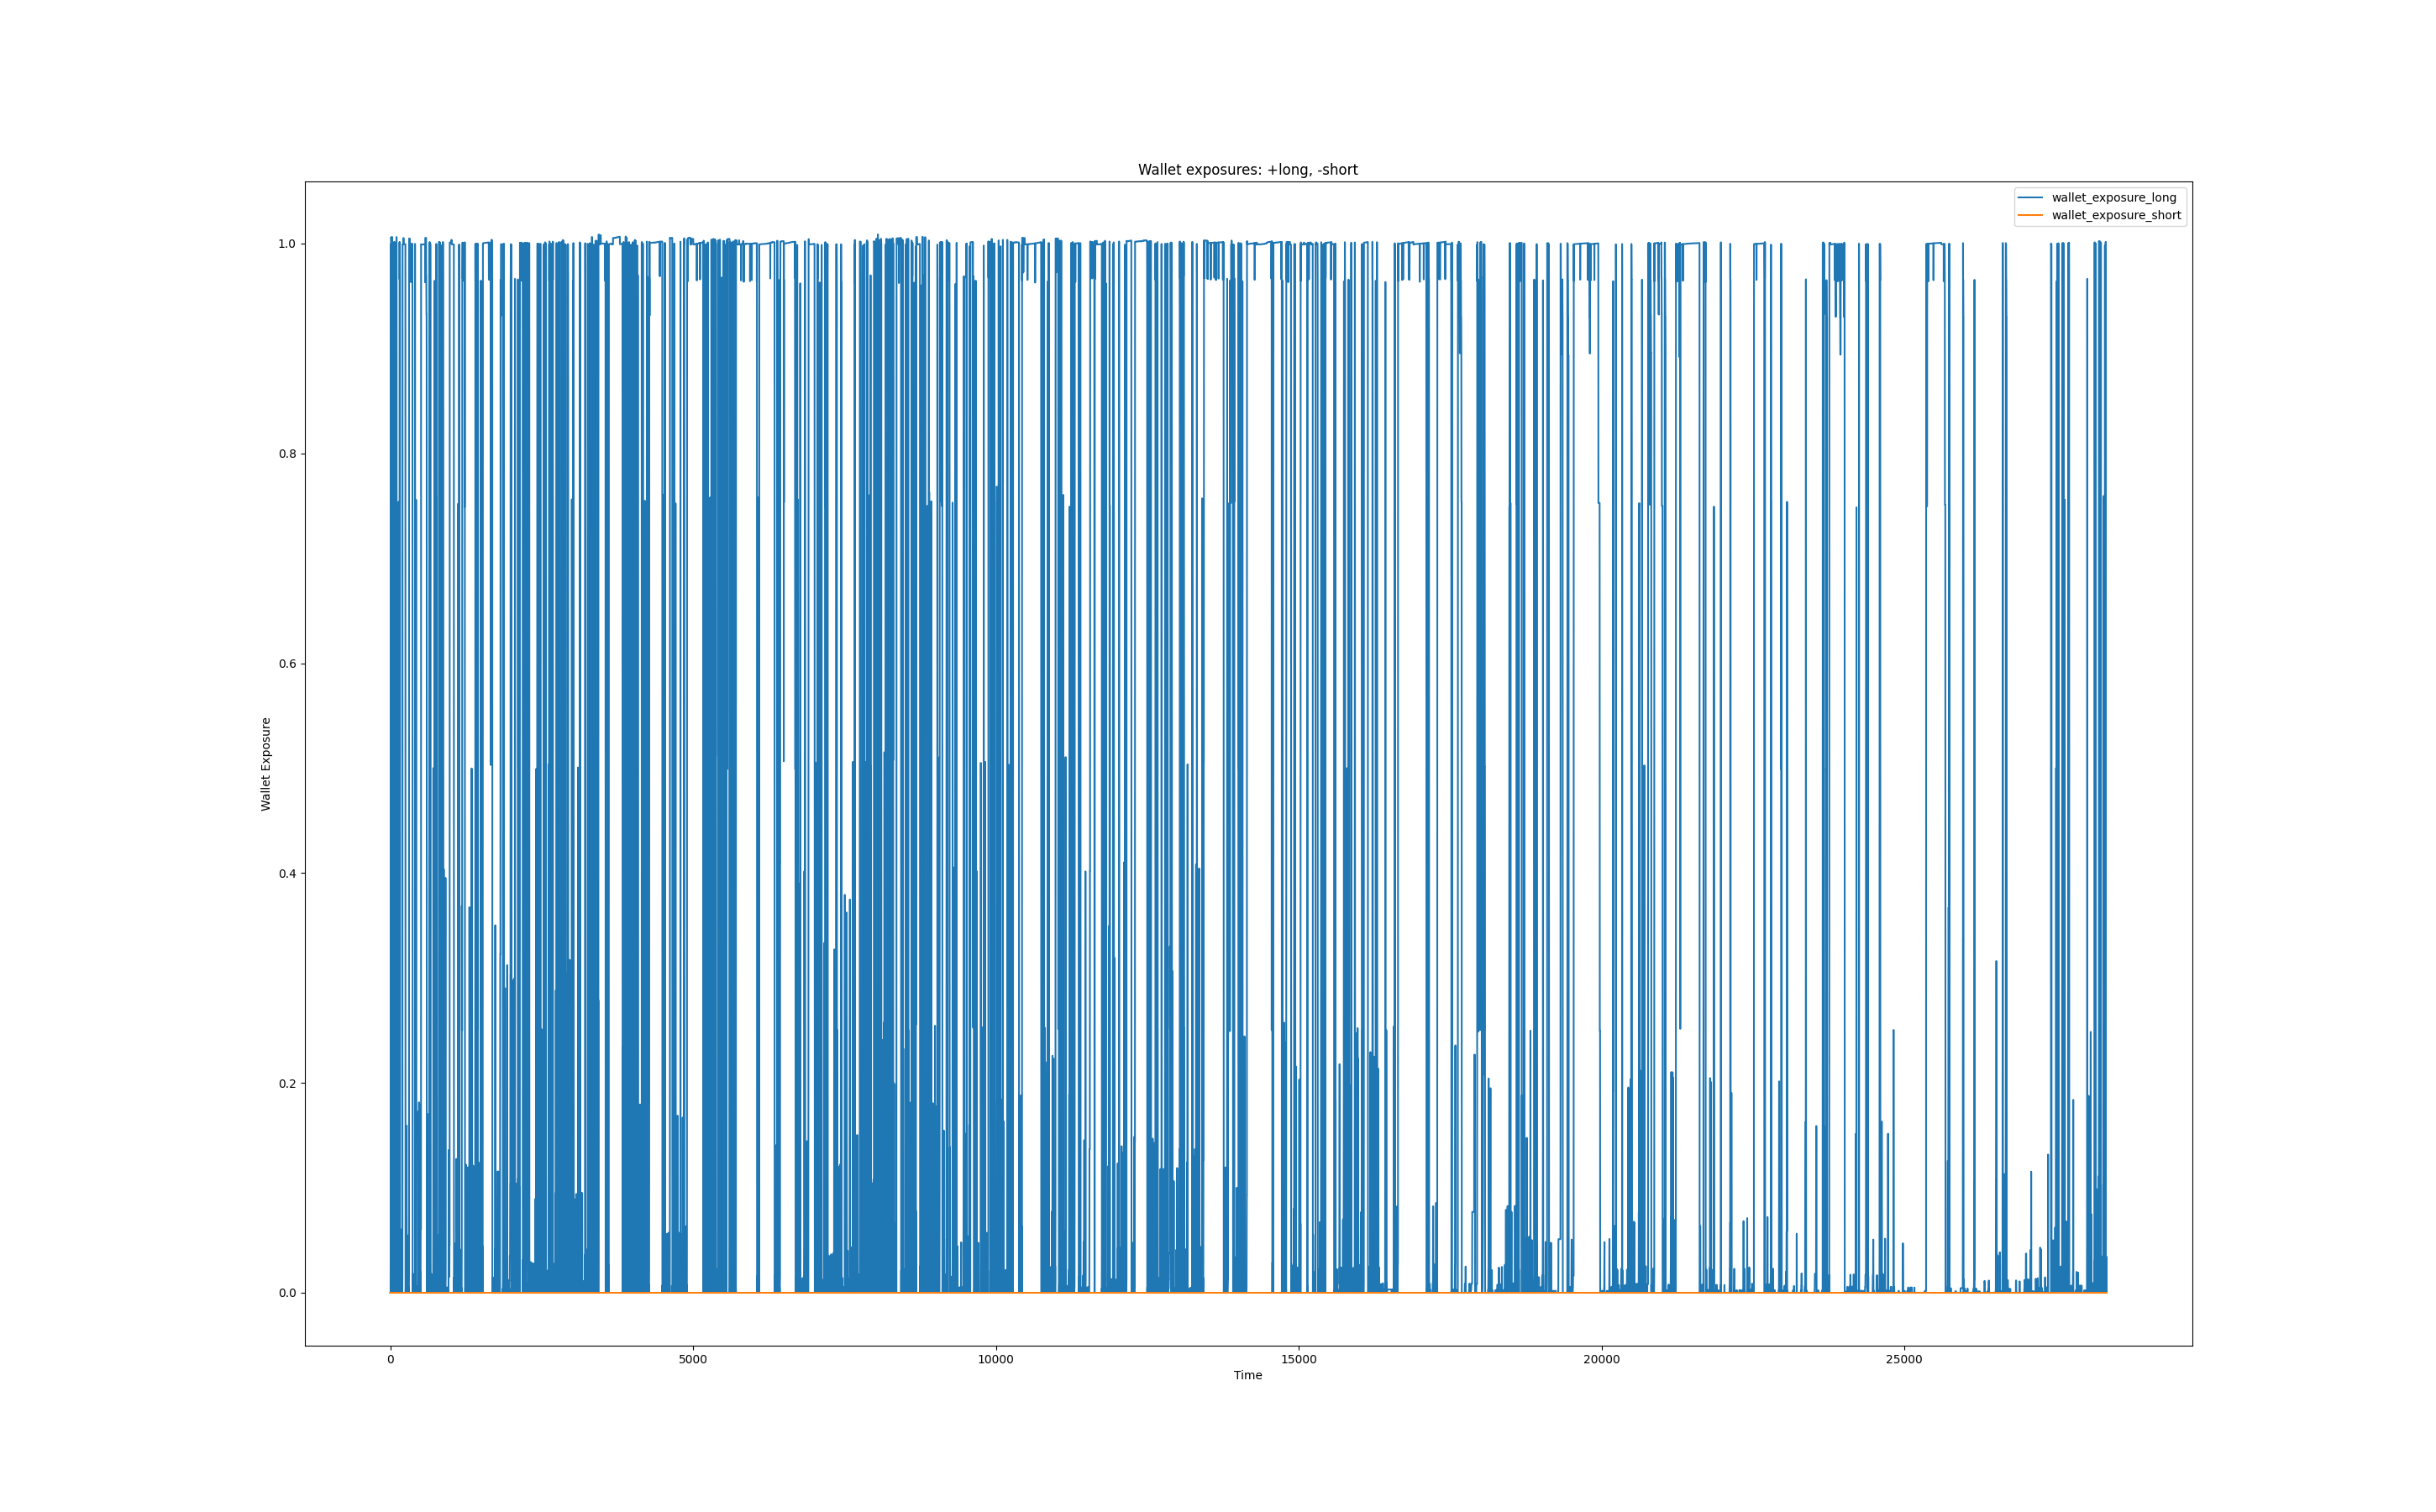 Wallet exposures: +long, -short
wallet_exposure_long
wallet_exposure_short
1.0
0.8
0.6
0.4
0.2
0.0
Wallet Exposure
0 5000 10000 15000 20000 25000
Time